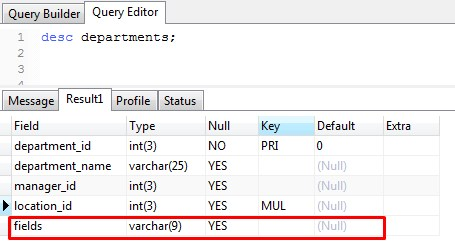 Query Builder Query Editor
1 desc departments;
2
3
4
Message Result1 Profile Status
Field Type Null Key Default Extra
department_id int(3) NO PRI 0
department_name varchar(25) YES (Null)
manager_id int(3) YES (Null)
location_id int(3) YES MUL (Null)
fields varchar(9) YES (Null)